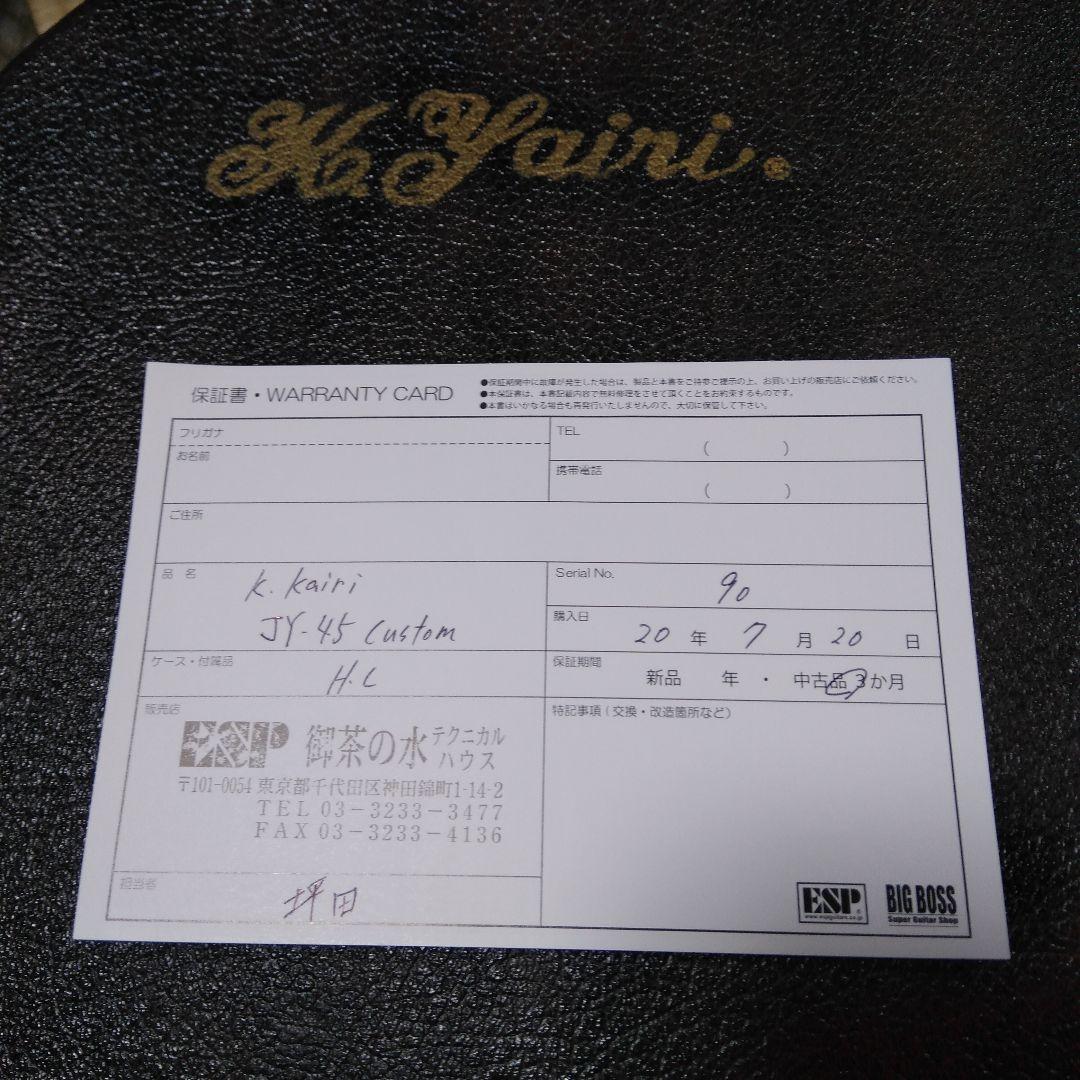 K. Yairi®
保証書・WARRANTY CARD
●保証期間中に故障が発生した場合は、製品と本書をご持参ご提示の上、お買い上げの販売店にご依頼ください。
●本保証書は、本書記載内容で無料修理をさせて頂くことをお約束するものです。
●本書はいかなる場合も再発行いたしませんので、大切に保管して下さい。
フリガナ
お名前
TEL
( )
携帯電話
( )
ご住所
品 名
K. Kairi
JY-45 Custom
Serial No.
90
購入日
20 年 7 月 20 日
ケース・付属品
H.C
保証期間
新品 年 ・ 中古品 3か月
販売店
ESP 御茶の水テクニカルハウス
〒101-0054 東京都千代田区神田錦町1-14-2
TEL 03-3233-3477
FAX 03-3233-4136
特記事項(交換・改造箇所など)
担当者
坪田
ESP
www.espguitars.co.jp
BIG BOSS
Super Guitar Shop